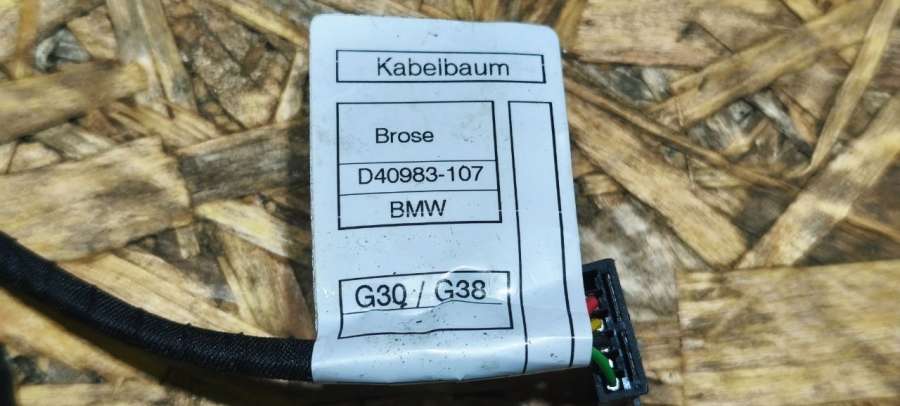 Kabelbaum
Brose
D40983-107
BMW
G30 / G38